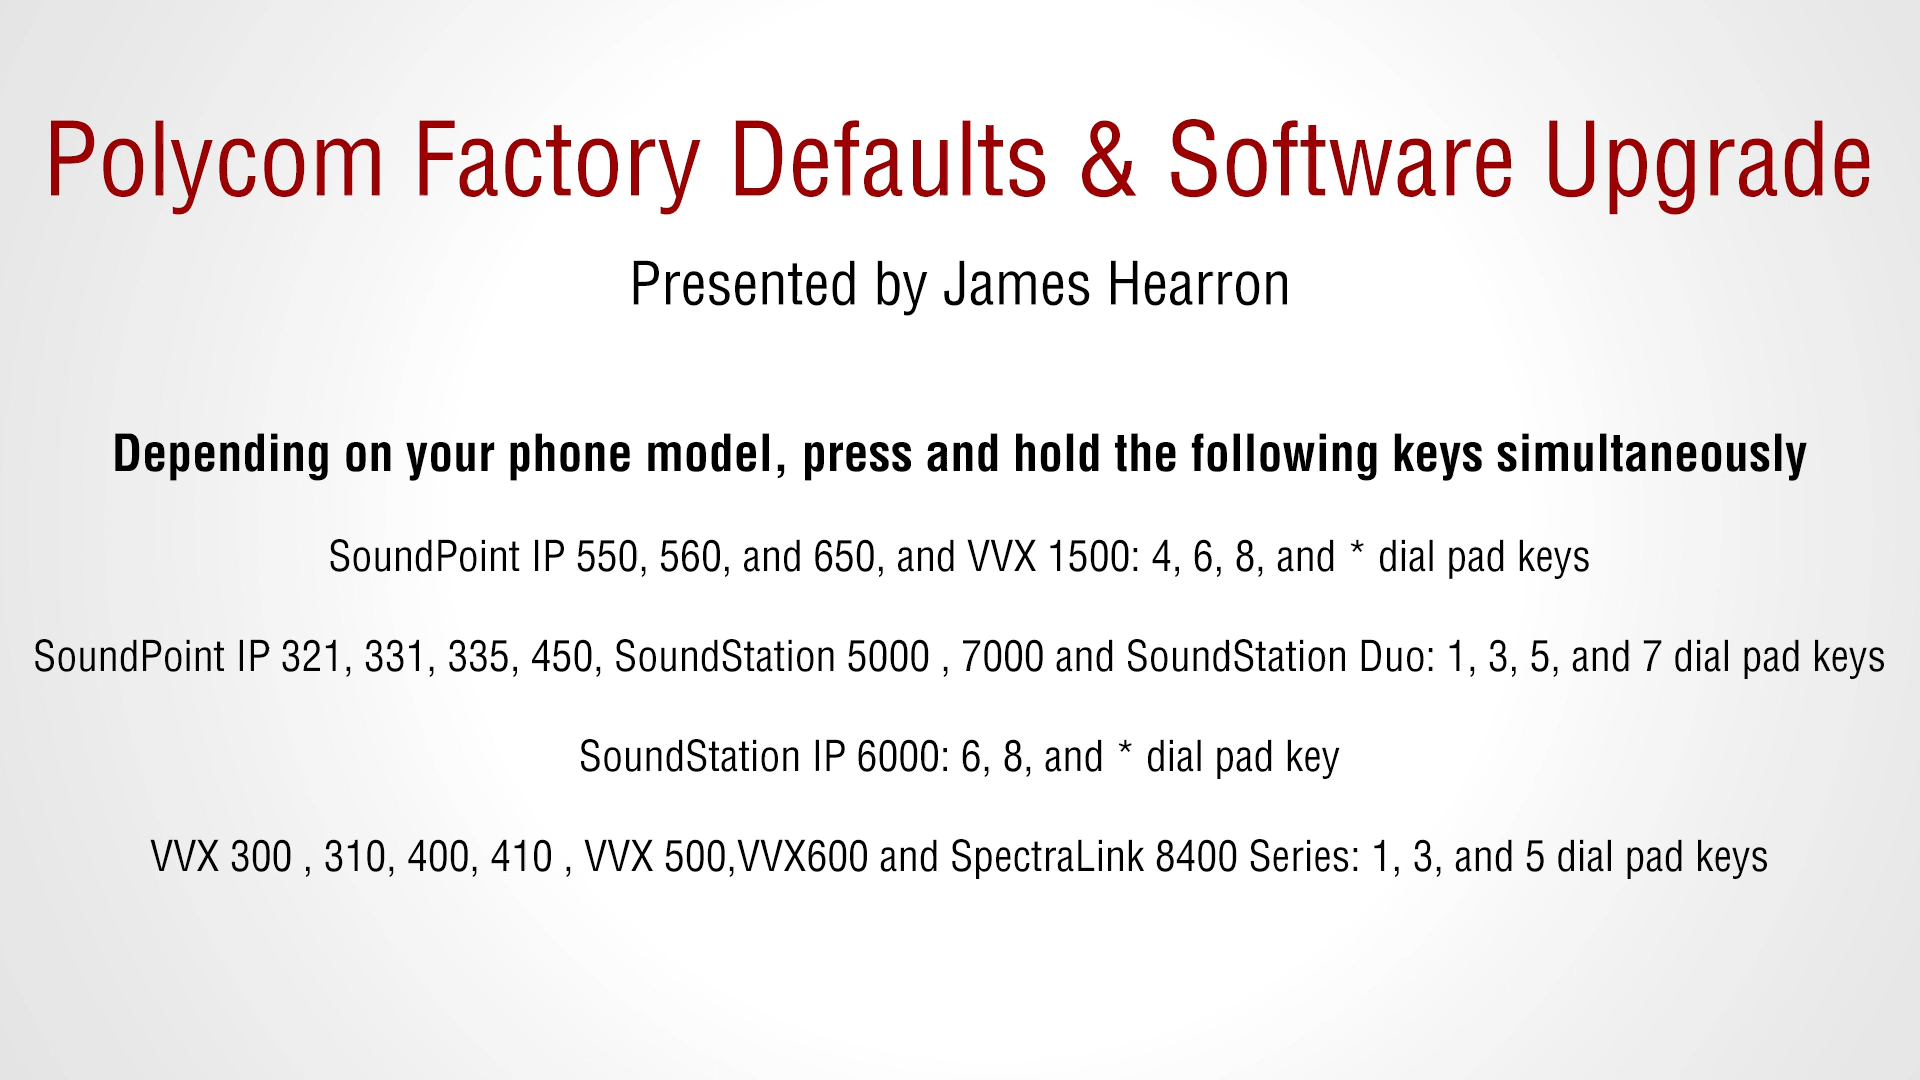 Polycom Factory Defaults & Software Upgrade
Presented by James Hearron
Depending on your phone model, press and hold the following keys simultaneously
SoundPoint IP 550, 560, and 650, and VVX 1500: 4, 6, 8, and * dial pad keys
SoundPoint IP 321, 331, 335, 450, SoundStation 5000 , 7000 and SoundStation Duo: 1, 3, 5, and 7 dial pad keys
SoundStation IP 6000: 6, 8, and * dial pad key
VVX 300 , 310, 400, 410 , VVX 500,VVX600 and SpectraLink 8400 Series: 1, 3, and 5 dial pad keys